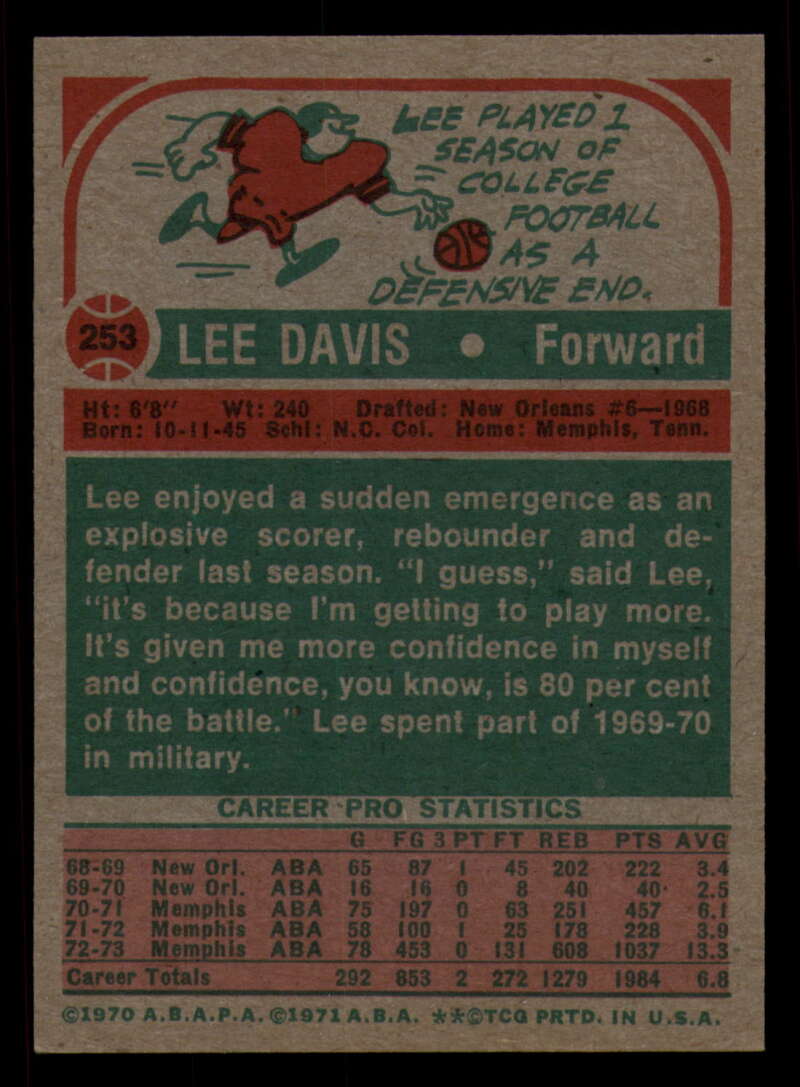 LEE PLAYED 1
SEASON OF
COLLEGE
FOOTBALL
AS A
DEFENSIVE END.
253 LEE DAVIS • Forward
Ht: 6'8" Wt: 240 Drafted: New Orleans #6—1968
Born: 10-11-45 Schl: N.C. Col. Home: Memphis, Tenn.
Lee enjoyed a sudden emergence as an
explosive scorer, rebounder and de-
fender last season. "I guess," said Lee,
"it's because I'm getting to play more.
It's given me more confidence in myself
and confidence, you know, is 80 per cent
of the battle." Lee spent part of 1969-70
in military.
CAREER PRO STATISTICS
G FG 3 PT FT REB PTS AVG
68-69 New Orl. ABA 65 87 1 45 202 222 3.4
69-70 New Orl. ABA 16 16 0 8 40 40 2.5
70-71 Memphis ABA 75 197 0 63 251 457 6.1
71-72 Memphis ABA 58 100 1 25 178 228 3.9
72-73 Memphis ABA 78 453 0 131 608 1037 13.3
Career Totals 292 853 2 272 1279 1984 6.8
©1970 A.B.A.P.A. ©1971 A.B.A. **©TCG PRTD. IN U.S.A.